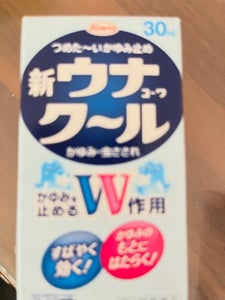 Kowa
30mL
つめた〜いかゆみ止め
新ウナ
コーワ
クール
かゆみ・虫さされ
かゆみを
止める
W作用
すばやく
効く!
かゆみの
もとに
はたらく!